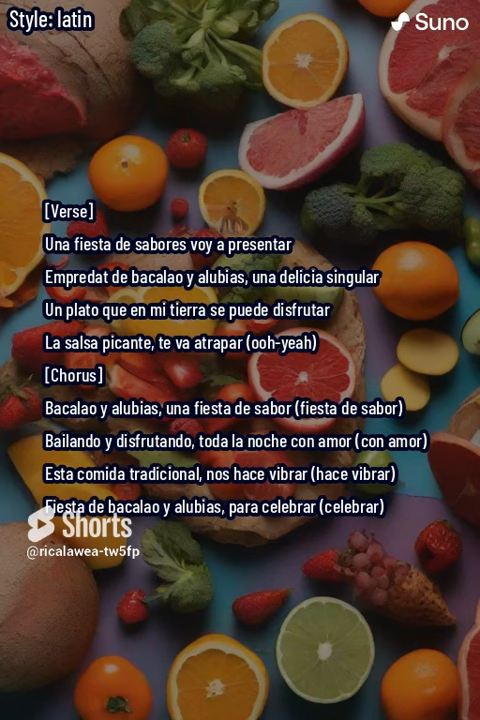 Style: latin
Suno
[Verse]
Una fiesta de sabores voy a presentar
Empredat de bacalao y alubias, una delicia singular
Un plato que en mi tierra se puede disfrutar
La salsa picante, te va atrapar (ooh-yeah)
[Chorus]
Bacalao y alubias, una fiesta de sabor (fiesta de sabor)
Bailando y disfrutando, toda la noche con amor (con amor)
Esta comida tradicional, nos hace vibrar (hace vibrar)
Fiesta de bacalao y alubias, para celebrar (celebrar)
Shorts
@ricalawea-tw5fp